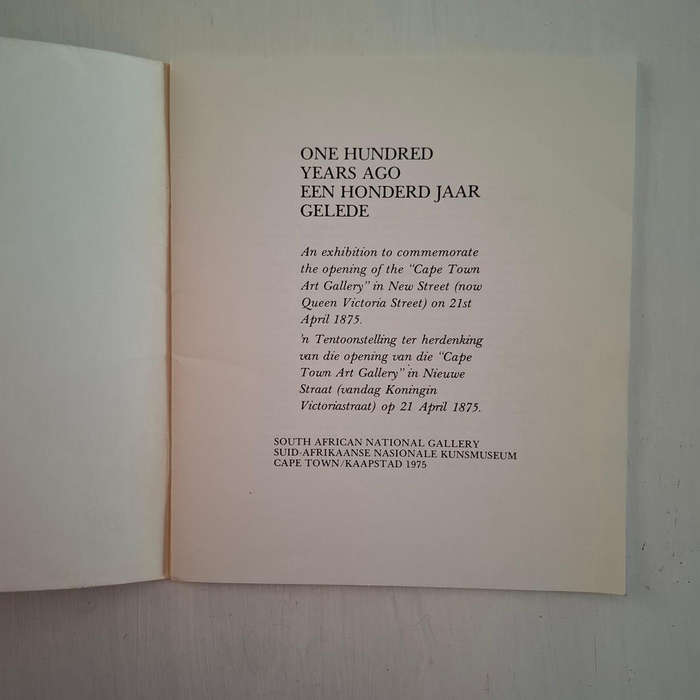 ONE HUNDRED
YEARS AGO
EEN HONDERD JAAR
GELEDE
An exhibition to commemorate
the opening of the “Cape Town
Art Gallery” in New Street (now
Queen Victoria Street) on 21st
April 1875.
'n Tentoonstelling ter herdenking
van die opening van die “Cape
Town Art Gallery” in Nieuwe
Straat (vandag Koningin
Victoriastraat) op 21 April 1875.
SOUTH AFRICAN NATIONAL GALLERY
SUID-AFRIKAANSE NASIONALE KUNSMUSEUM
CAPE TOWN/KAAPSTAD 1975